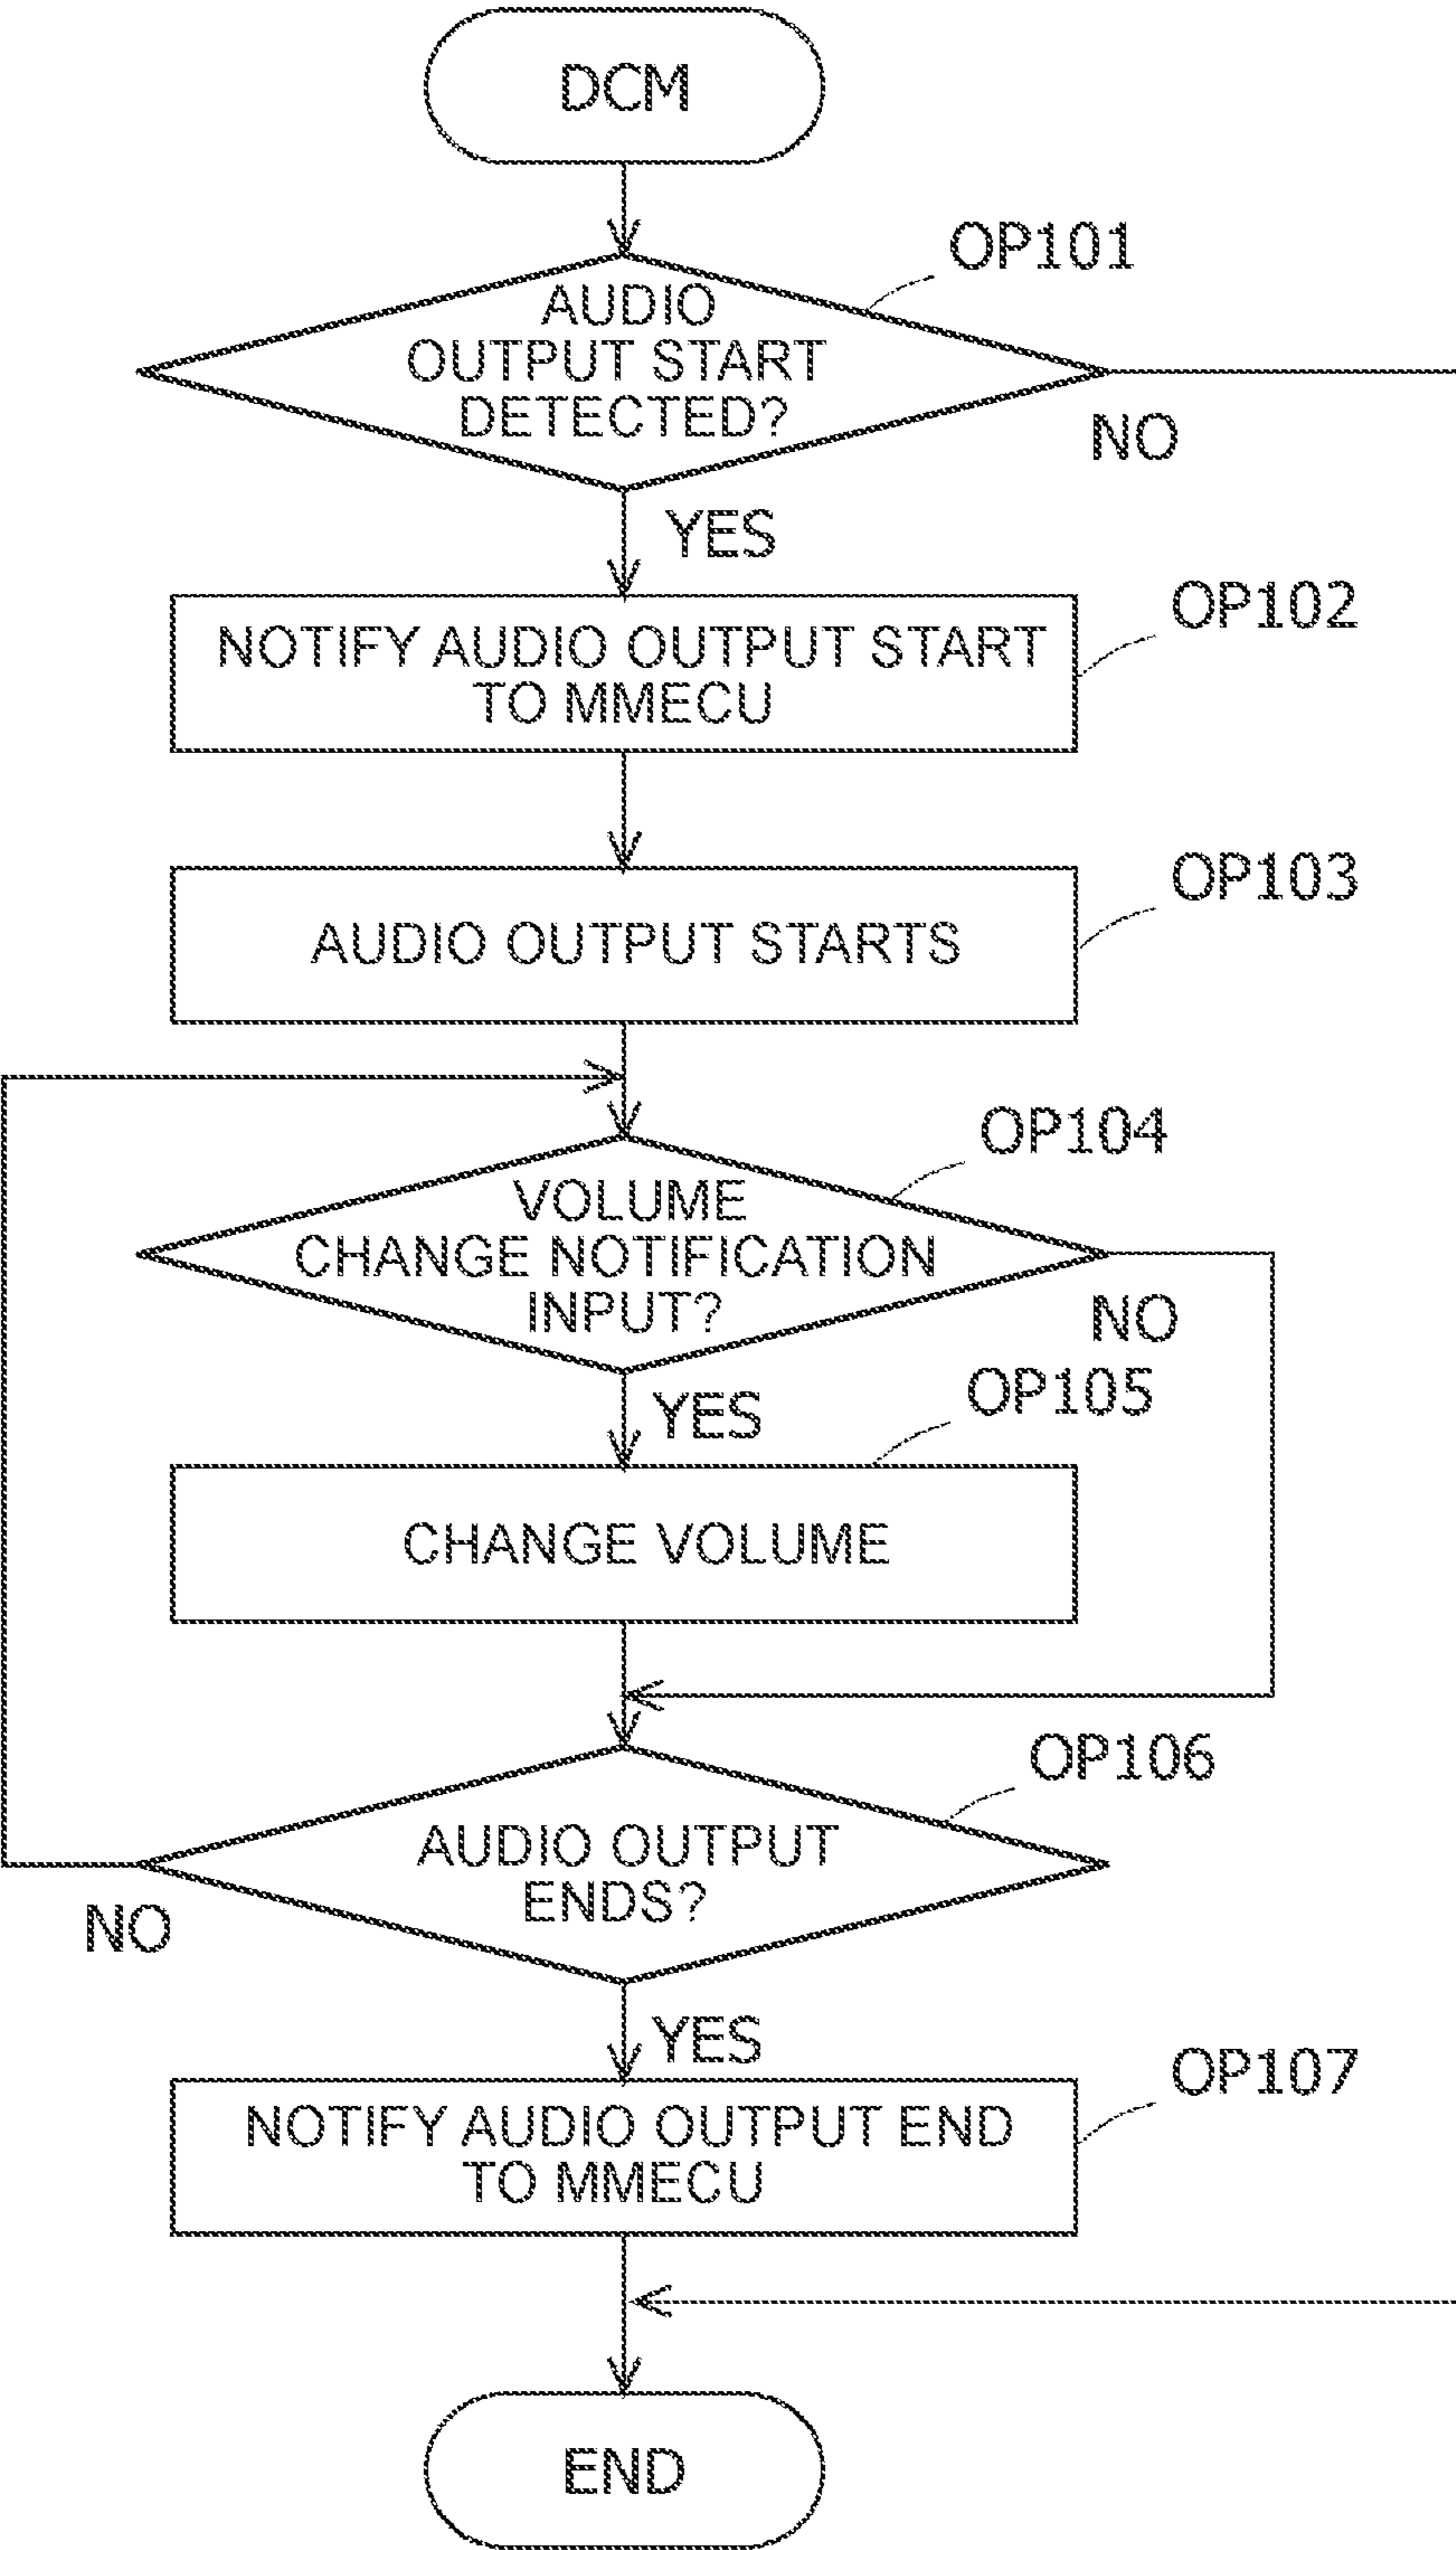 DCM
OP101
AUDIO
OUTPUT START
DETECTED?
NO
YES
OP102
NOTIFY AUDIO OUTPUT START
TO MMECU
OP103
AUDIO OUTPUT STARTS
OP104
VOLUME
CHANGE NOTIFICATION
INPUT?
NO
YES
OP105
CHANGE VOLUME
OP106
AUDIO OUTPUT
ENDS?
NO
YES
OP107
NOTIFY AUDIO OUTPUT END
TO MMECU
END